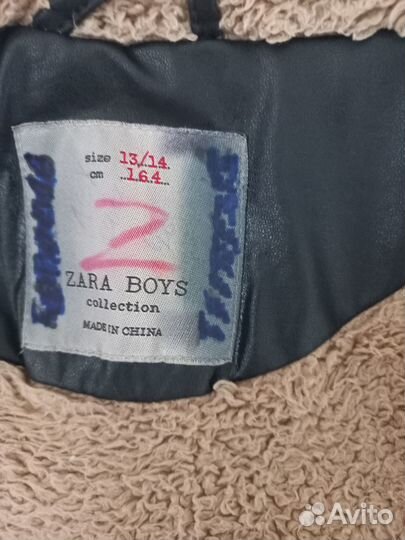 size 13/14
cm 164
Z
ZARA BOYS
collection
MADE IN CHINA
Avito